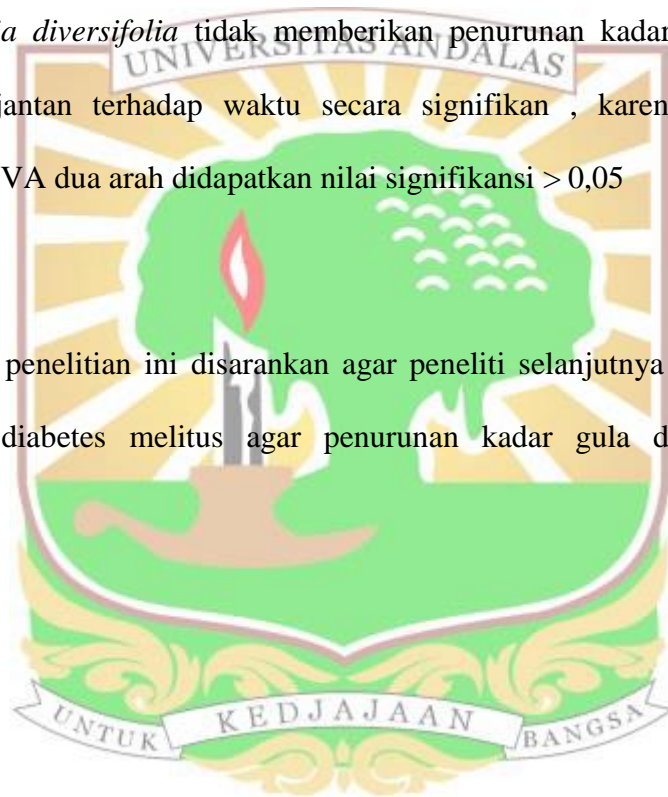 ia diversifolia tidak memberikan penurunan kadar
UNIVERSITAS ANDALAS
jantan terhadap waktu secara signifikan , karen
VA dua arah didapatkan nilai signifikansi > 0,05
penelitian ini disarankan agar peneliti selanjutnya
diabetes melitus agar penurunan kadar gula d
UNTUK KEDJAJAAN BANGSA